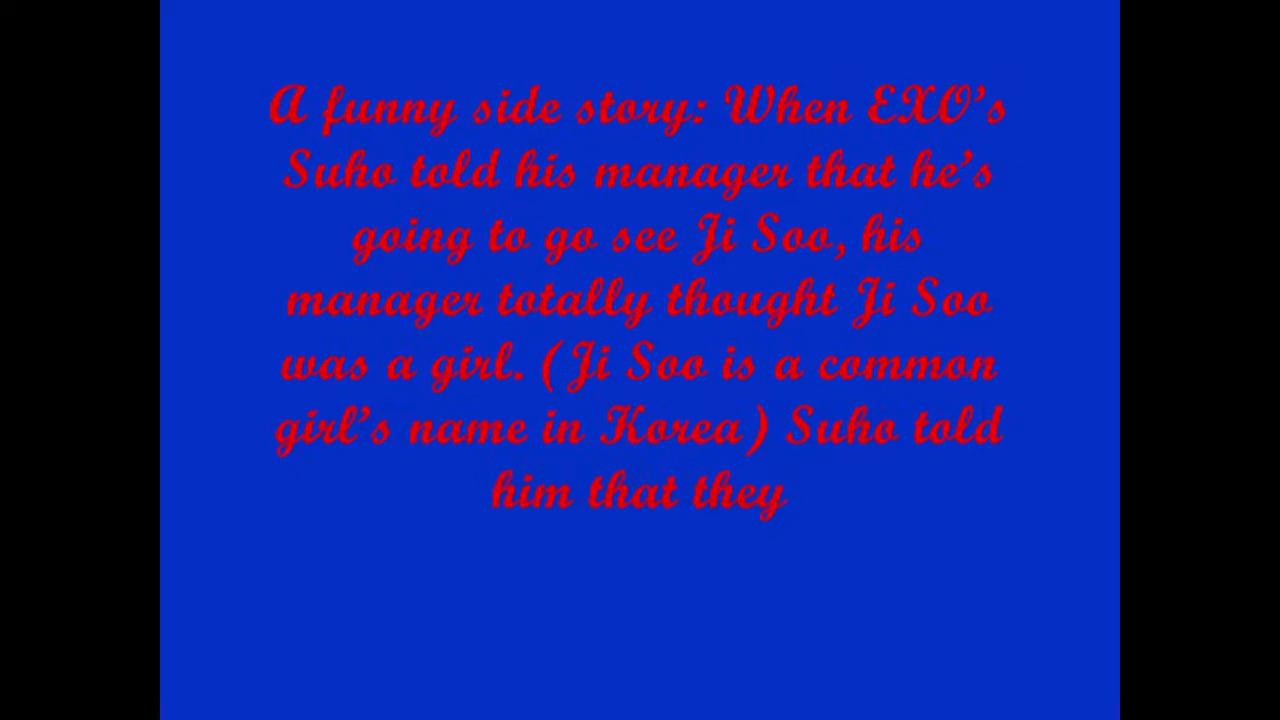 A funny side story: When EXO's
Suho told his manager that he's
going to go see Ji Soo, his
manager totally thought Ji Soo
was a girl. (Ji Soo is a common
girl's name in Korea) Suho told
him that they